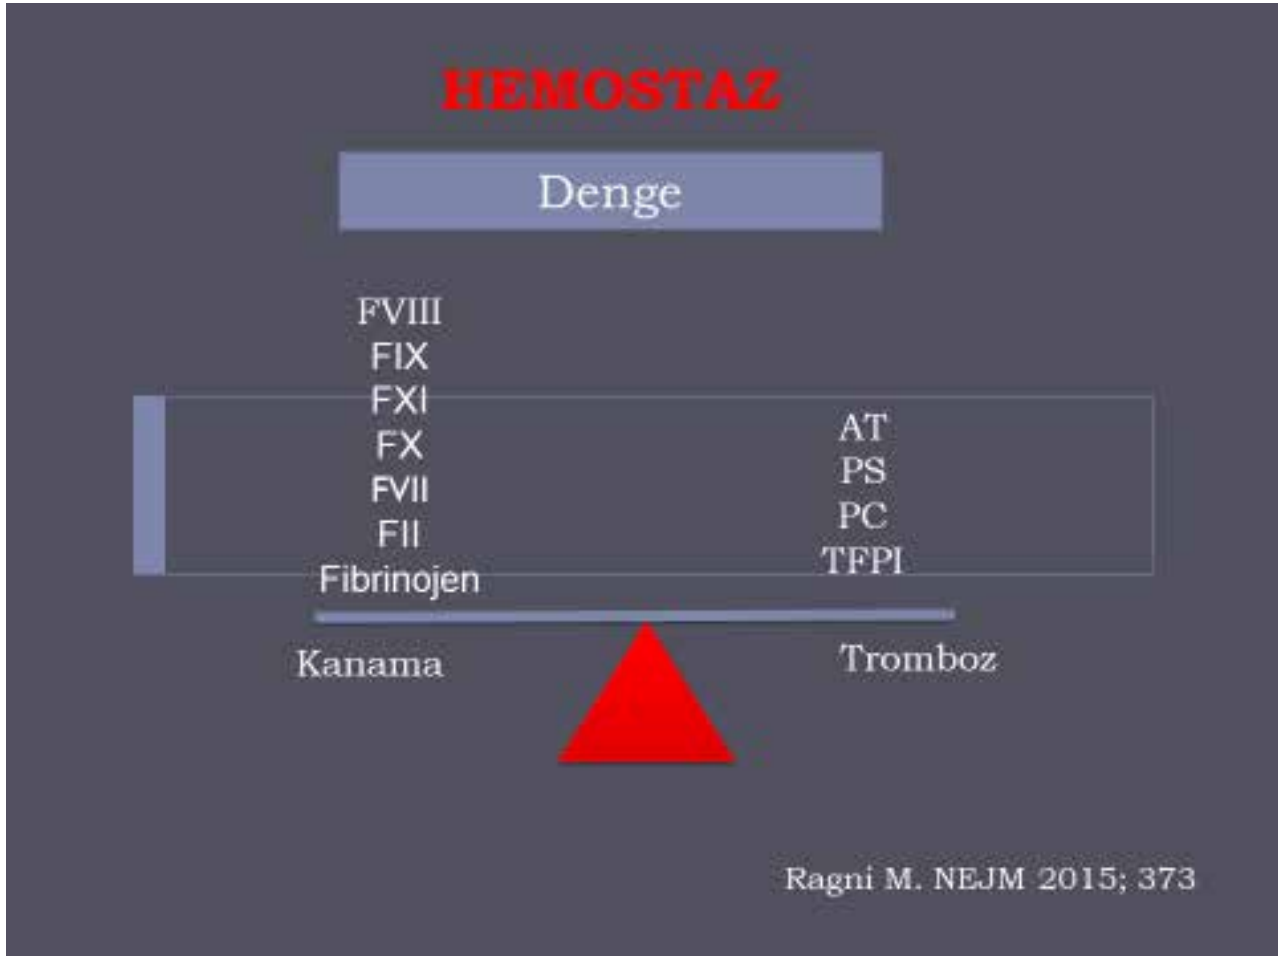 HEMOSTAZ
Denge
FVIII
FIX
FXI
FX
FVII
FII
Fibrinojen
AT
PS
PC
TFPI
Kanama
Tromboz
Ragni M. NEJM 2015; 373